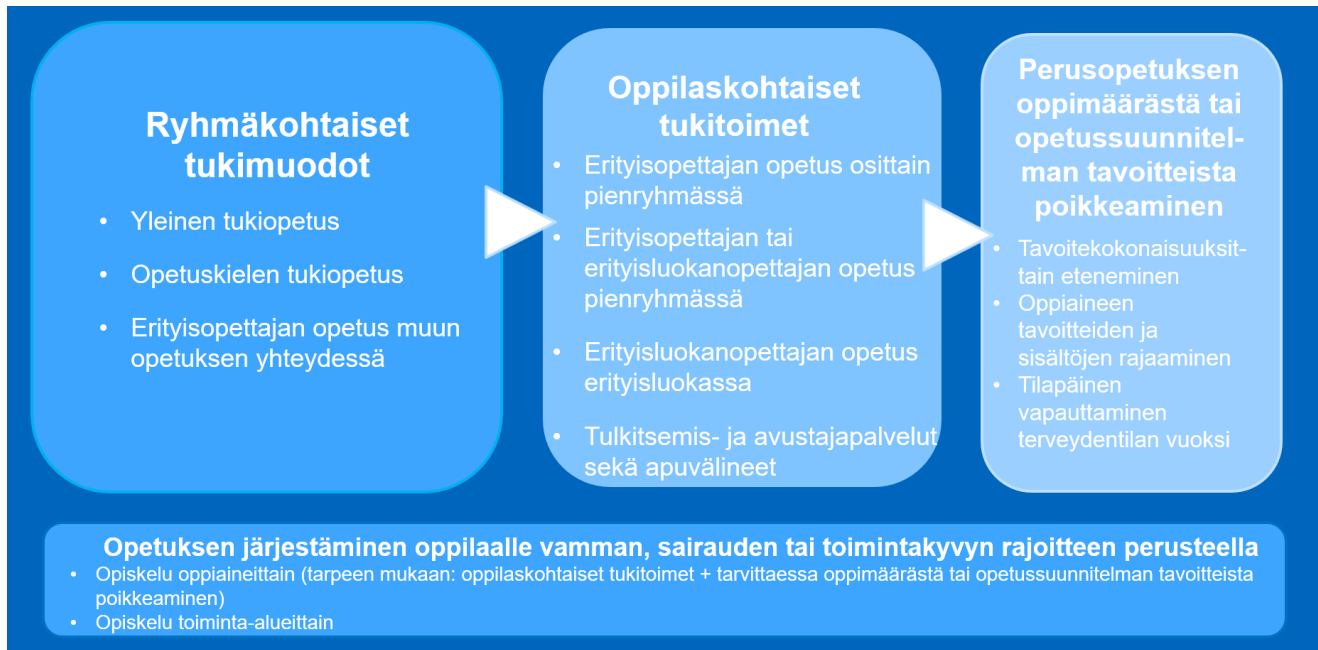 Ryhmäkohtaiset
tukimuodot
• Yleinen tukiopetus
• Opetuskielen tukiopetus
• Erityisopettajan opetus muun
opetuksen yhteydessä
Oppilaskohtaiset
tukitoimet
• Erityisopettajan opetus osittain
pienryhmässä
• Erityisopettajan tai
erityisluokanopettajan opetus
pienryhmässä
• Erityisluokanopettajan opetus
erityisluokassa
• Tulkitsemis- ja avustajapalvelut
sekä apuvälineet
Perusopetuksen
oppimäärästä tai
opetussuunnitel-
man tavoitteista
poikkeaminen
• Tavoitekokonaisuuksit-
tain eteneminen
• Oppiaineen
tavoitteiden ja
sisältöjen rajaaminen
• Tilapäinen
vapauttaminen
terveydentilan vuoksi
Opetuksen järjestäminen oppilaalle vamman, sairauden tai toimintakyvyn rajoitteen perusteella
• Opiskelu oppiaineittain (tarpeen mukaan: oppilaskohtaiset tukitoimet + tarvittaessa oppimäärästä tai opetussuunnitelman tavoitteista
poikkeaminen)
• Opiskelu toiminta-alueittain